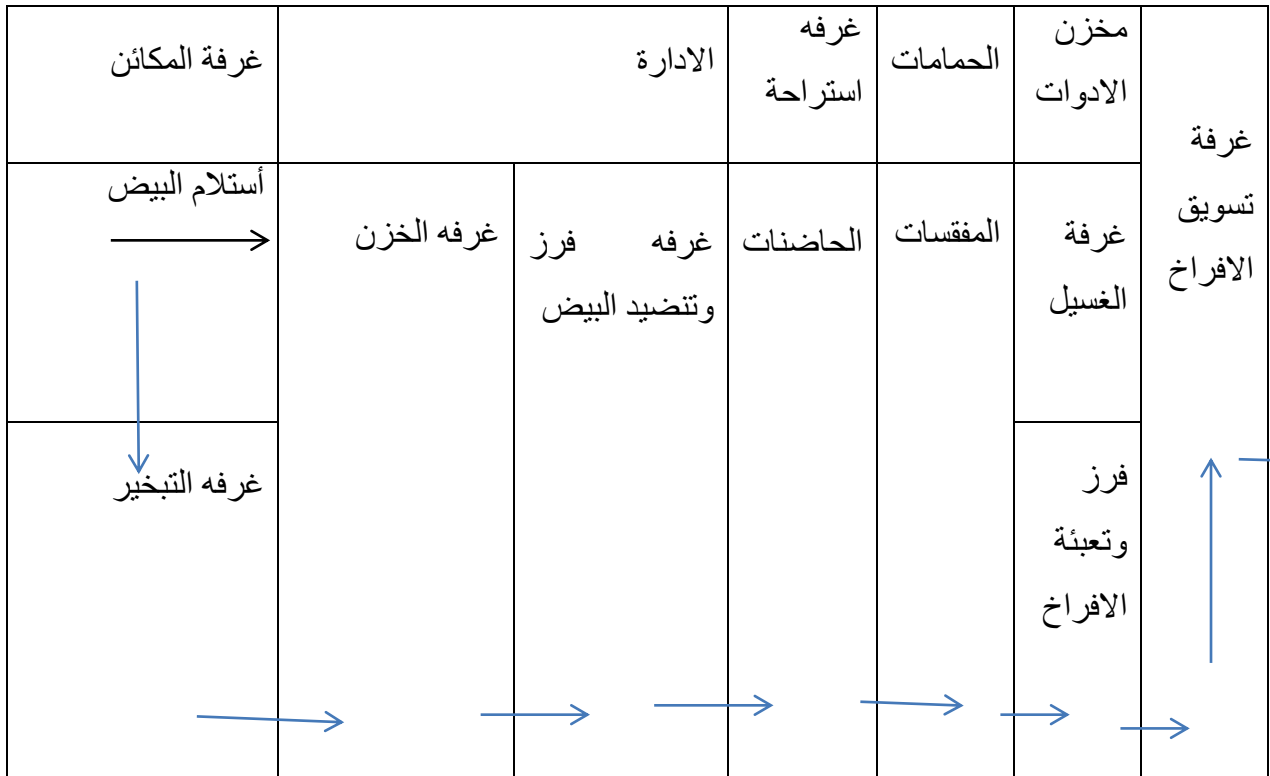 غرفة المكائن
الادارة
غرفه
استراحة
الحمامات
مخزن
الادوات
غرفة
تسويق
الافراخ
أستلام البيض
غرفه الخزن
غرفه فرز
وتنضيد البيض
الحاضنات
المفقسات
غرفة
الغسيل
غرفه التبخير
فرز
وتعبئة
الافراخ